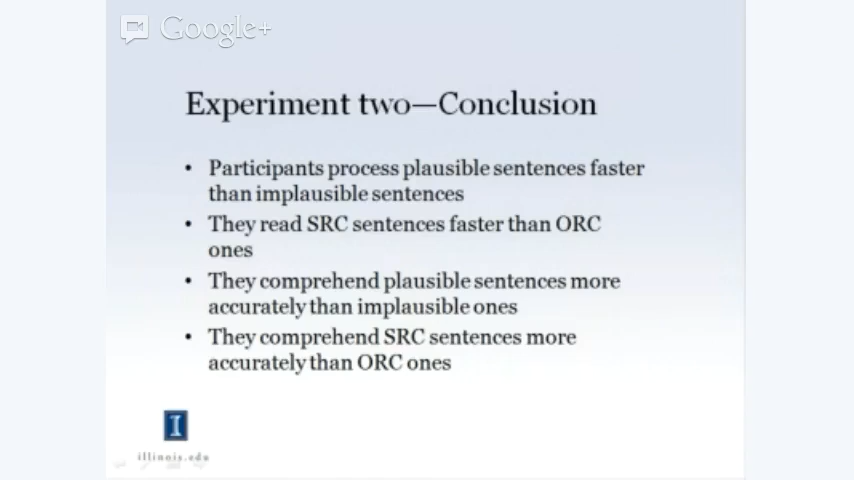 Google+
Experiment two—Conclusion
• Participants process plausible sentences faster
than implausible sentences
• They read SRC sentences faster than ORC
ones
• They comprehend plausible sentences more
accurately than implausible ones
• They comprehend SRC sentences more
accurately than ORC ones
I
illinois.edu